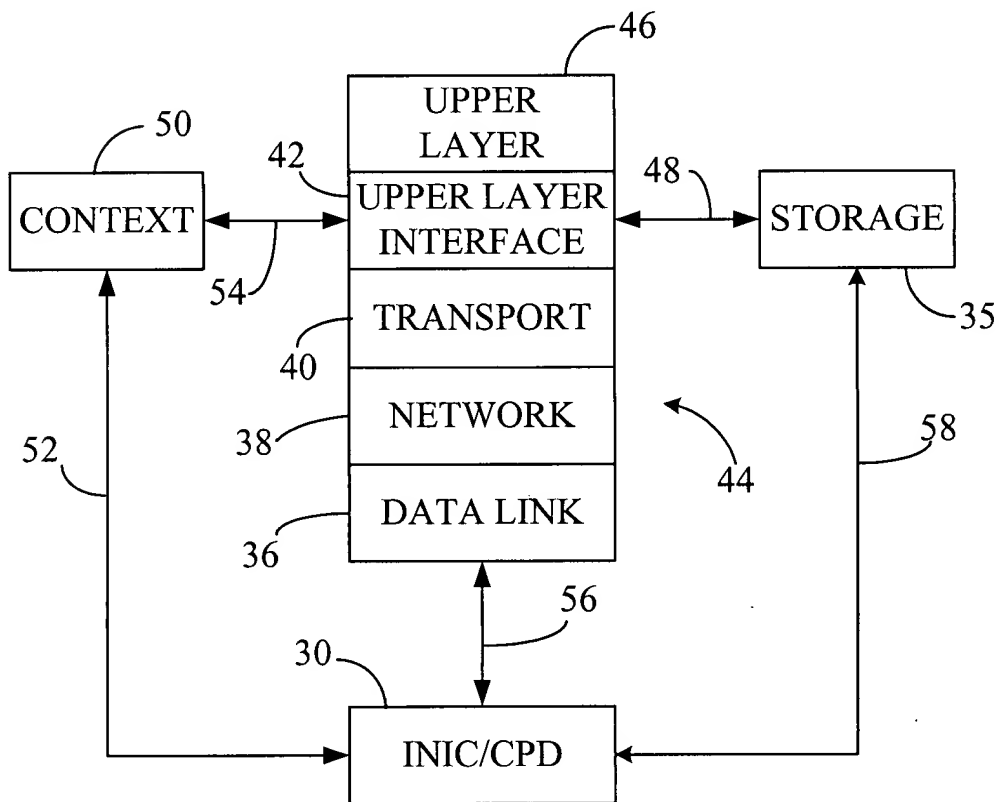 46
UPPER
LAYER
50
42
48
CONTEXT
UPPER LAYER
INTERFACE
STORAGE
54
35
TRANSPORT
40
NETWORK
38
44
58
52
DATA LINK
36
56
30
INIC/CPD